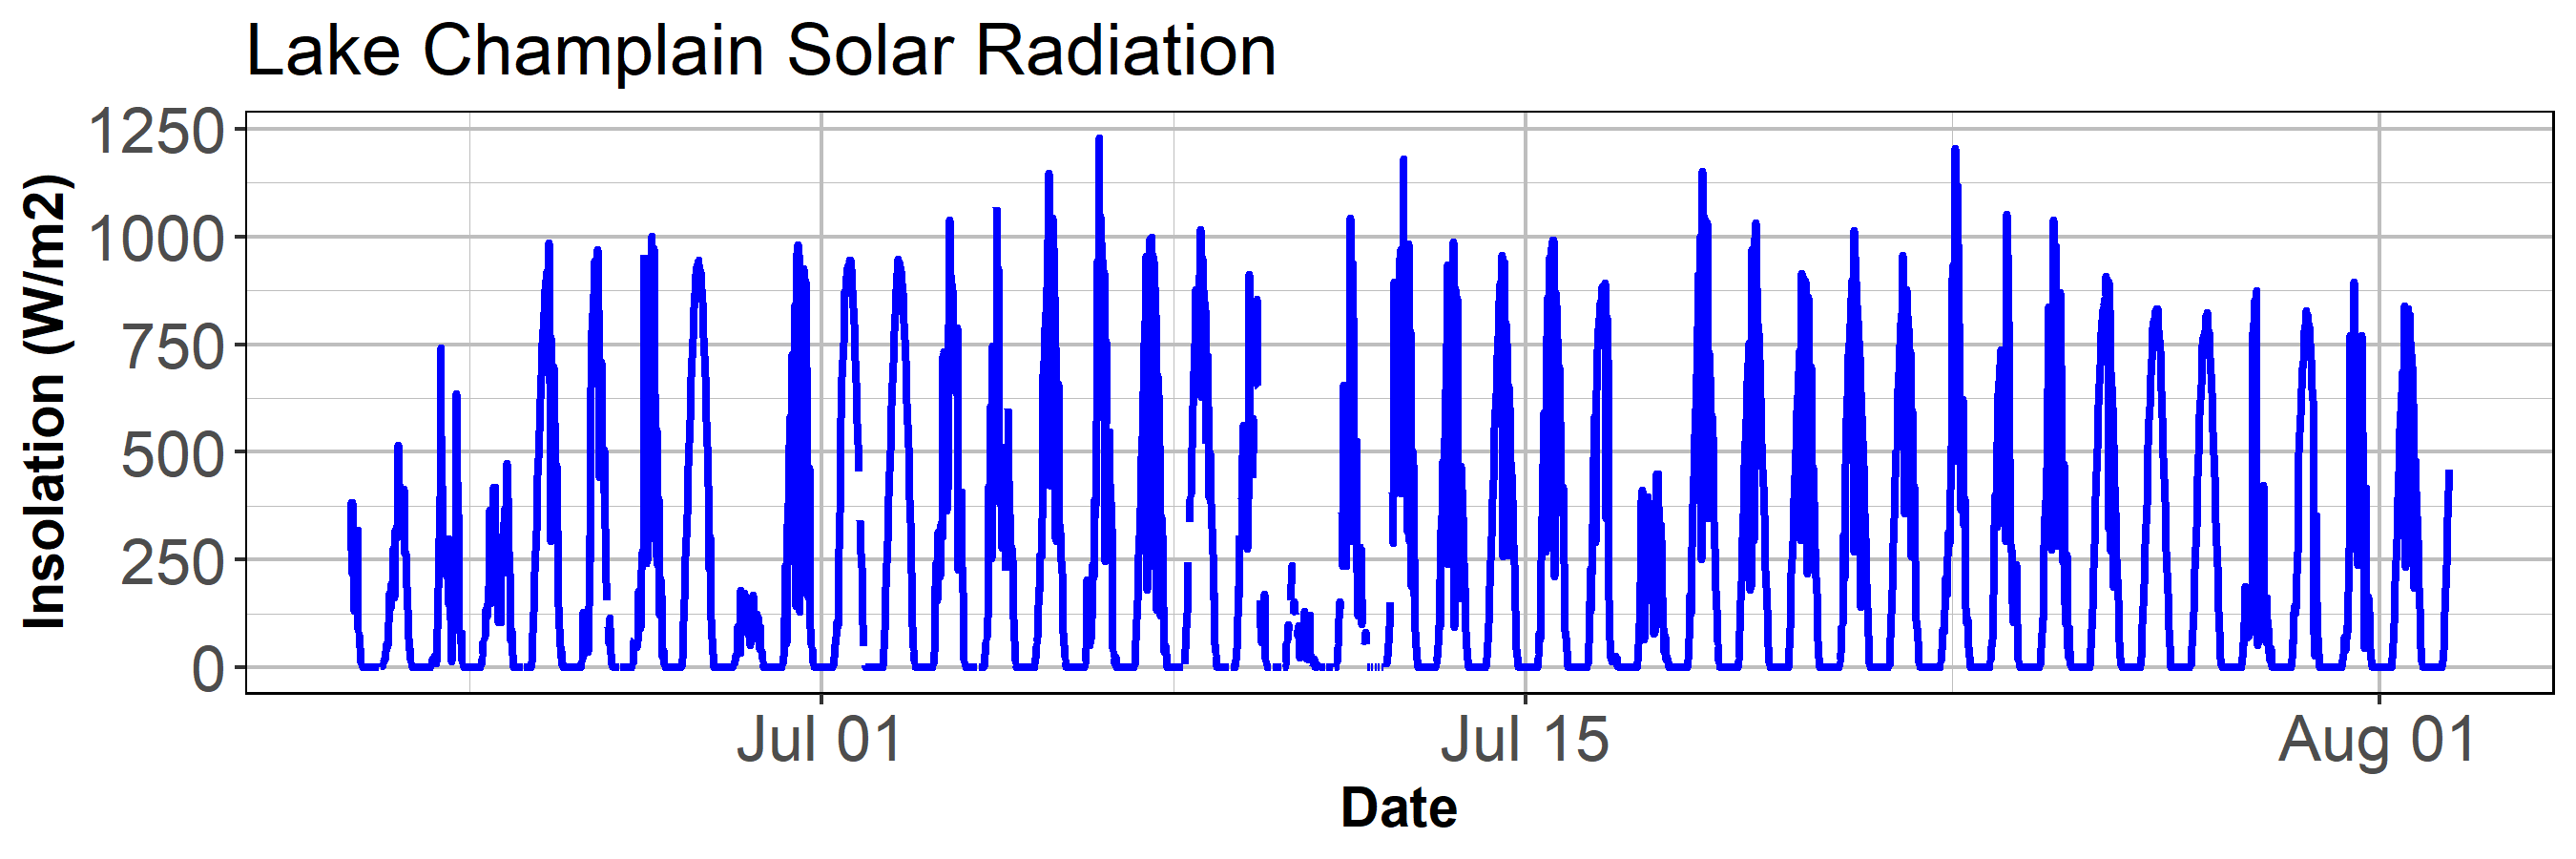 Lake Champlain Solar Radiation
1250
1000
750
500
250
0
Insolation (W/m2)
Jul 01 Jul 15 Aug 01
Date